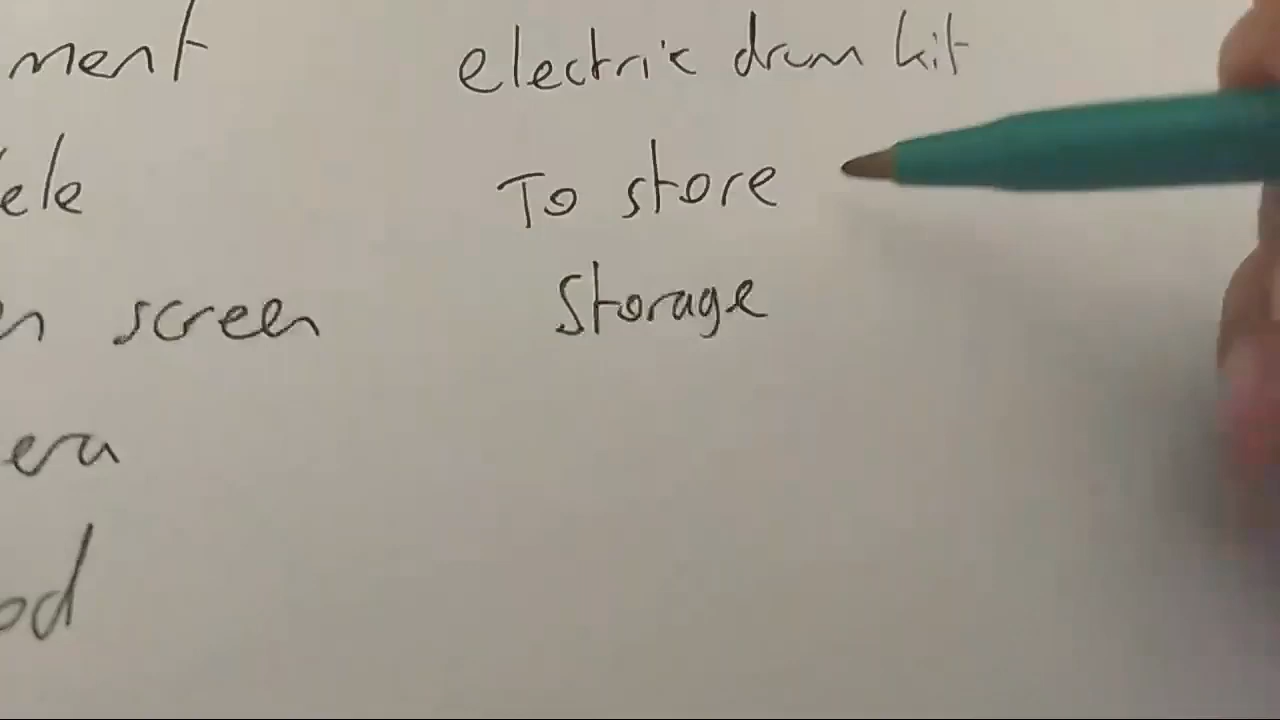 ment electric drum kit
ele To store
n screen Storage
era
od